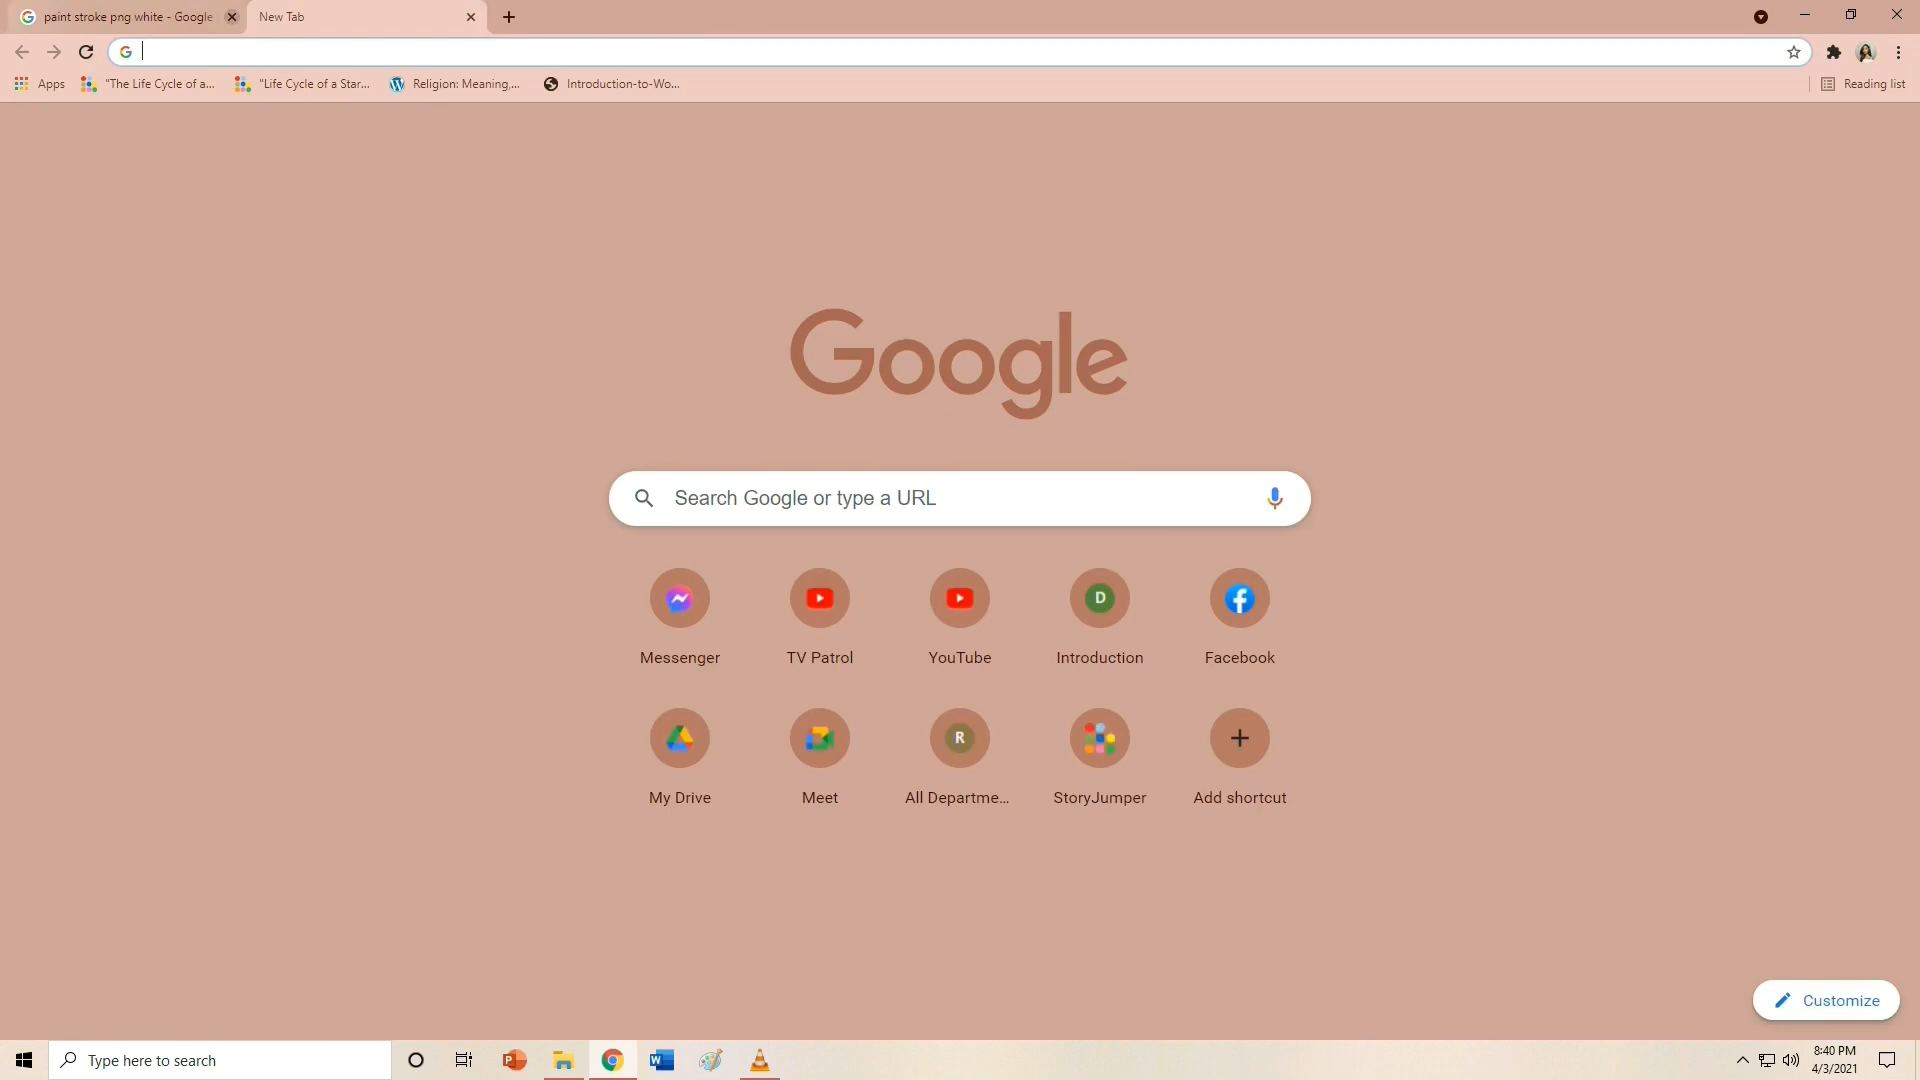 paint stroke png white - Google
New Tab
Apps
"The Life Cycle of a...
"Life Cycle of a Star...
Religion: Meaning,...
Introduction-to-Wo...
Reading list
Google
Search Google or type a URL
Messenger
TV Patrol
YouTube
D
Introduction
Facebook
My Drive
Meet
R
All Departme...
StoryJumper
Add shortcut
Customize
Type here to search
8:40 PM
4/3/2021